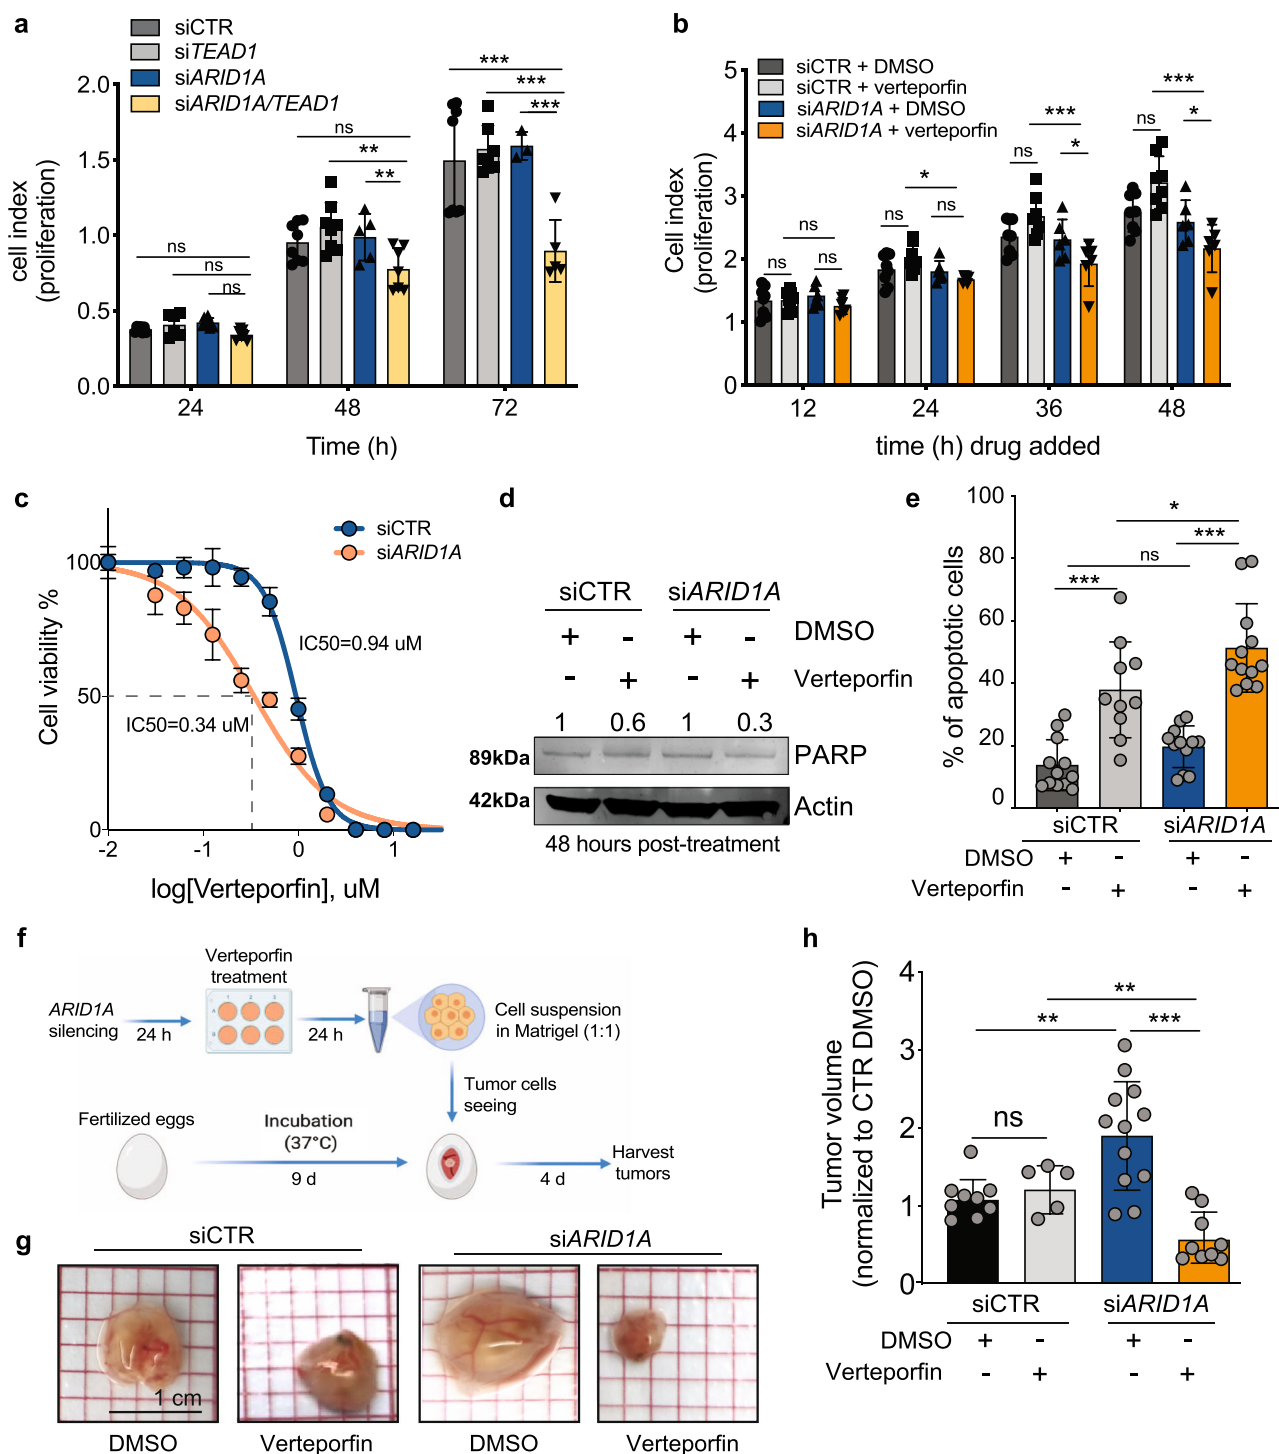 a
siCTR
siTEAD1
siARID1A
siARID1A/TEAD1
cell index
(proliferation)
2.0
1.5
1.0
0.5
0.0
ns
ns
ns
ns
**
**
***
***
***
24
48
72
Time (h)
b
siCTR + DMSO
siCTR + verteporfin
siARID1A + DMSO
siARID1A + verteporfin
Cell index
(proliferation)
5
4
3
2
1
0
ns
ns
ns
*
ns
ns
***
ns
*
***
ns
*
12
24
36
48
time (h) drug added
c
siCTR
siARID1A
Cell viability %
100
50
0
IC50=0.94 uM
IC50=0.34 uM
-2
-1
0
1
log[Verteporfin], uM
d
siCTR
siARID1A
+ - + - DMSO
- + - + Verteporfin
1 0.6 1 0.3
89kDa
PARP
42kDa
Actin
48 hours post-treatment
e
% of apoptotic cells
100
80
60
40
20
0
*
***
ns
***
siCTR
siARID1A
DMSO + - + -
Verteporfin - + - +
f
Verteporfin
treatment
ARID1A
silencing
24 h
1 2 3
A
B
24 h
Cell suspension
in Matrigel (1:1)
Tumor cells
seeing
Fertilized eggs
Incubation
(37°C)
9 d
4 d
Harvest
tumors
g
siCTR
siARID1A
1 cm
DMSO
Verteporfin
DMSO
Verteporfin
h
Tumor volume
(normalized to CTR DMSO)
4
3
2
1
0
**
**
***
ns
siCTR
siARID1A
DMSO + - + -
Verteporfin - + - +